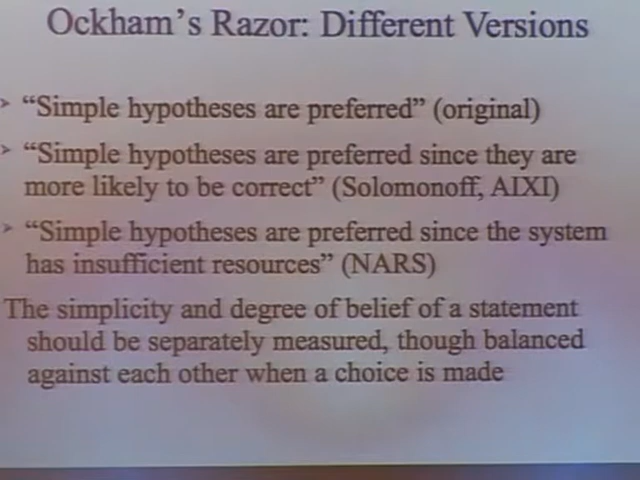 Ockham's Razor: Different Versions
➢ “Simple hypotheses are preferred” (original)
➢ “Simple hypotheses are preferred since they are
more likely to be correct” (Solomonoff, AIXI)
➢ “Simple hypotheses are preferred since the system
has insufficient resources” (NARS)
The simplicity and degree of belief of a statement
should be separately measured, though balanced
against each other when a choice is made